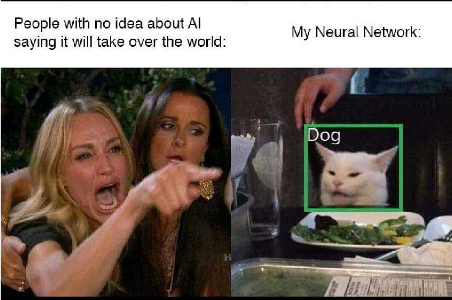 People with no idea about AI
saying it will take over the world:
My Neural Network:
Dog